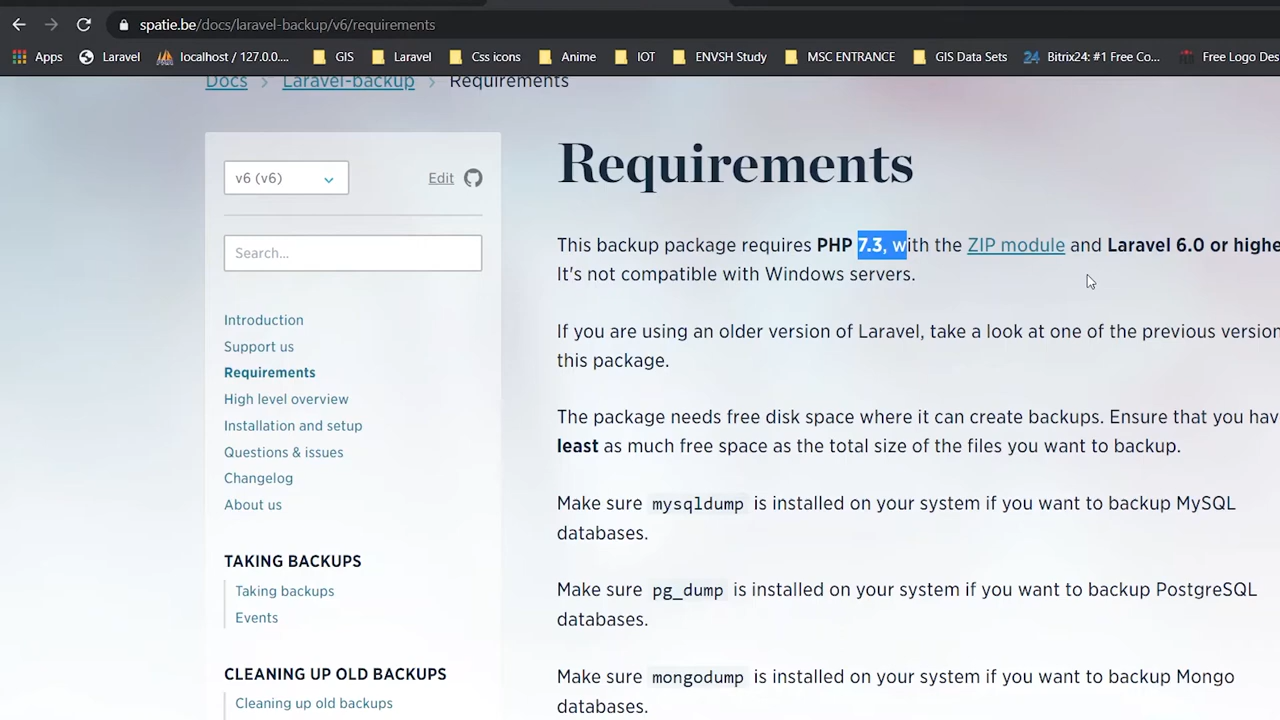 spatie.be/docs/laravel-backup/v6/requirements
Apps Laravel localhost / 127.0.0.... GIS Laravel Css icons Anime IOT ENVSH Study MSC ENTRANCE GIS Data Sets 24 Bitrix24: #1 Free Co... Free Logo Des
Docs > Laravel-backup > Requirements
v6 (v6)
Edit
Search...
Introduction
Support us
Requirements
High level overview
Installation and setup
Questions & issues
Changelog
About us
TAKING BACKUPS
Taking backups
Events
CLEANING UP OLD BACKUPS
Cleaning up old backups
Requirements
This backup package requires PHP 7.3, with the ZIP module and Laravel 6.0 or highe
It's not compatible with Windows servers.
If you are using an older version of Laravel, take a look at one of the previous version
this package.
The package needs free disk space where it can create backups. Ensure that you hav
least as much free space as the total size of the files you want to backup.
Make sure mysqldump is installed on your system if you want to backup MySQL
databases.
Make sure pg_dump is installed on your system if you want to backup PostgreSQL
databases.
Make sure mongodump is installed on your system if you want to backup Mongo
databases.